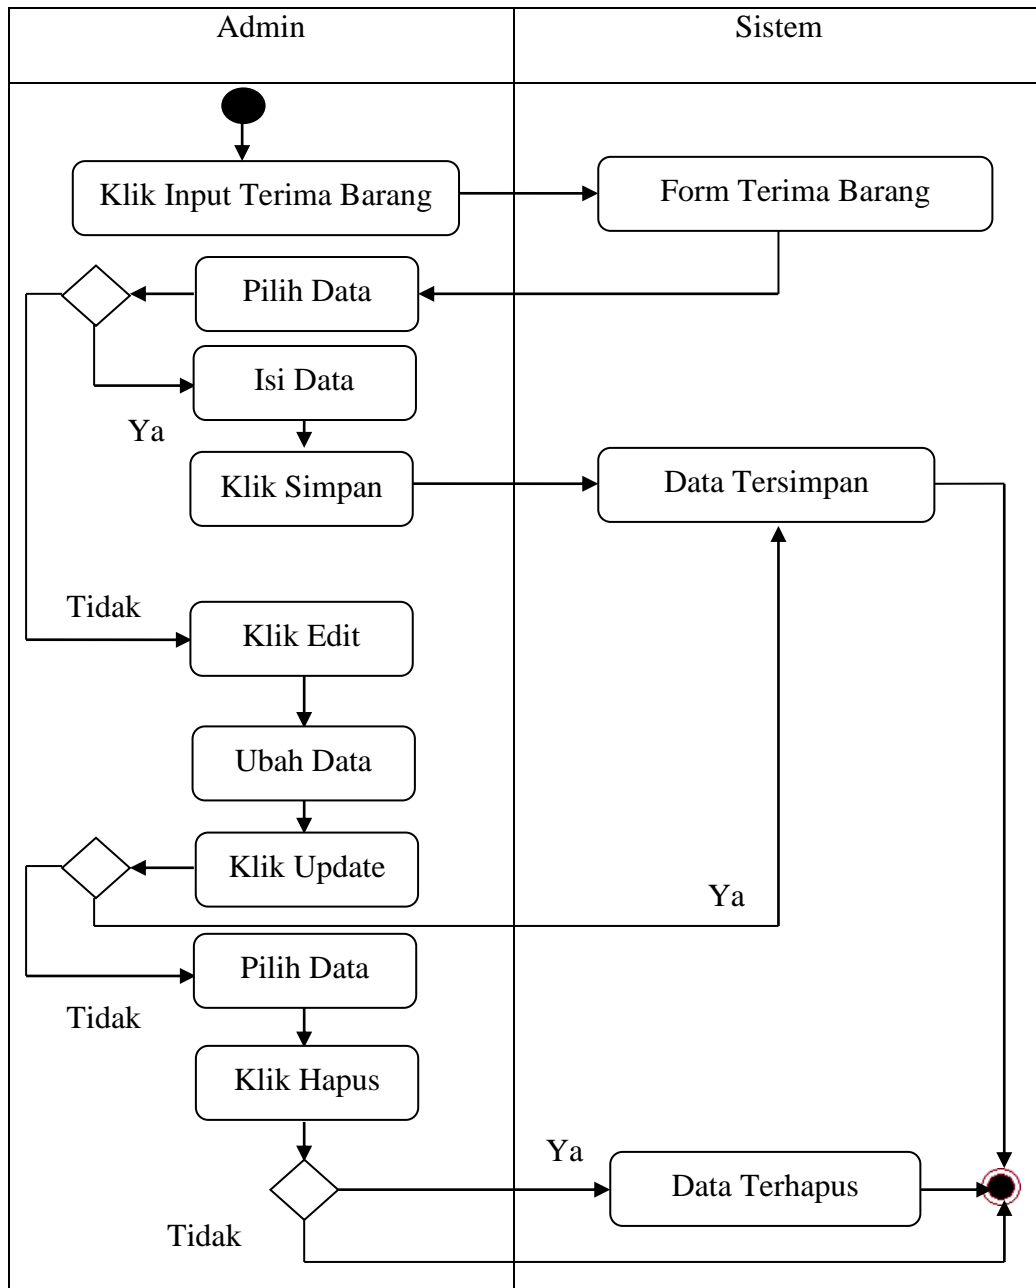 Admin
Sistem
Klik Input Terima Barang
Form Terima Barang
Pilih Data
Isi Data
Ya
Klik Simpan
Data Tersimpan
Tidak
Klik Edit
Ubah Data
Klik Update
Ya
Pilih Data
Tidak
Klik Hapus
Ya
Data Terhapus
Tidak